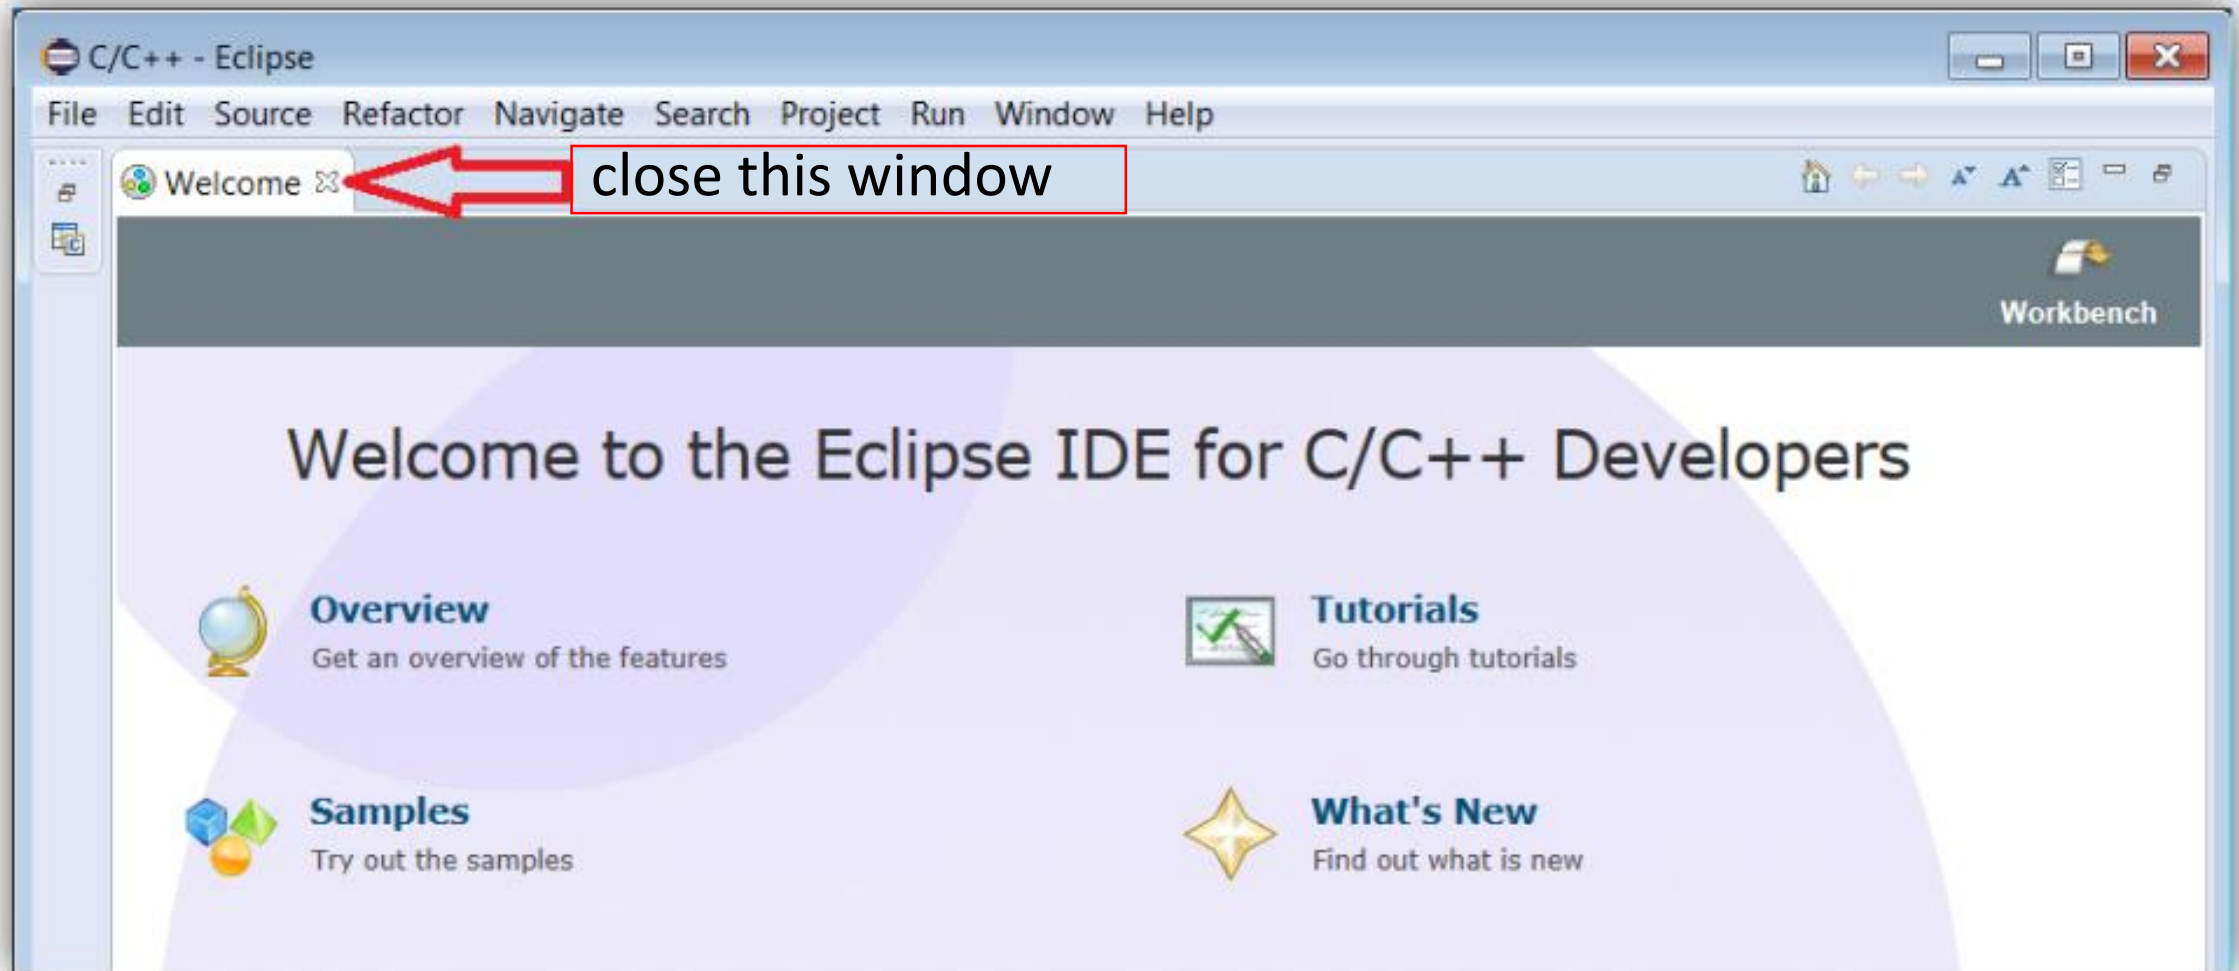 C/C++ - Eclipse
File Edit Source Refactor Navigate Search Project Run Window Help
Welcome close this window
Workbench
Welcome to the Eclipse IDE for C/C++ Developers
Overview Tutorials
Get an overview of the features Go through tutorials
Samples What's New
Try out the samples Find out what is new